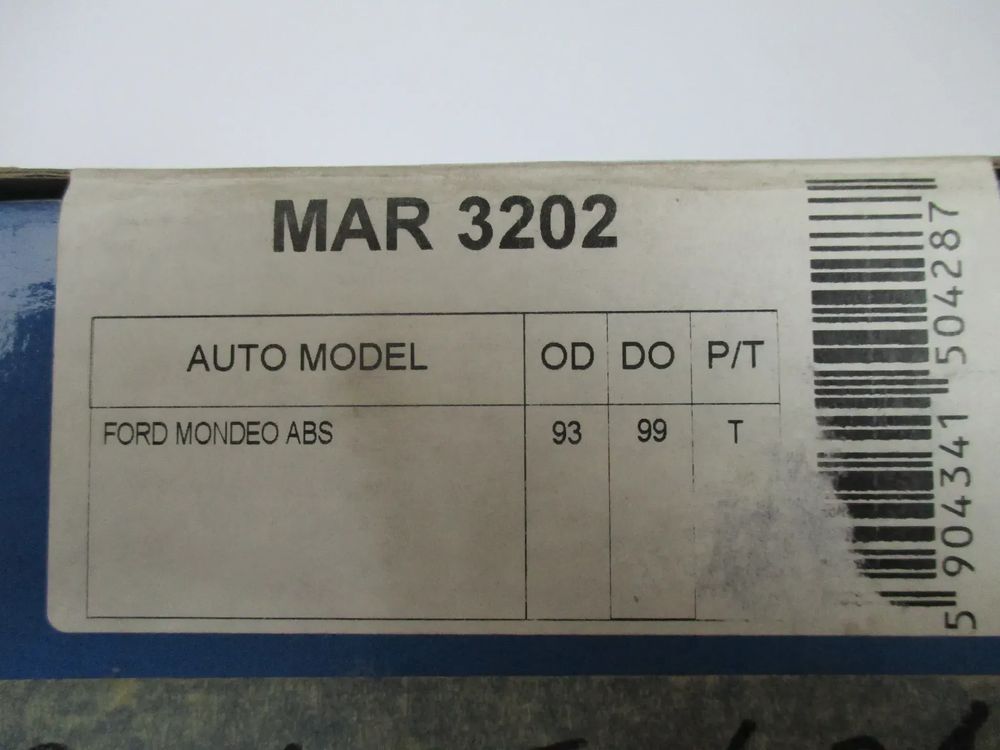 MAR 3202
AUTO MODEL OD DO P/T
FORD MONDEO ABS 93 99 T
5 904341 504287